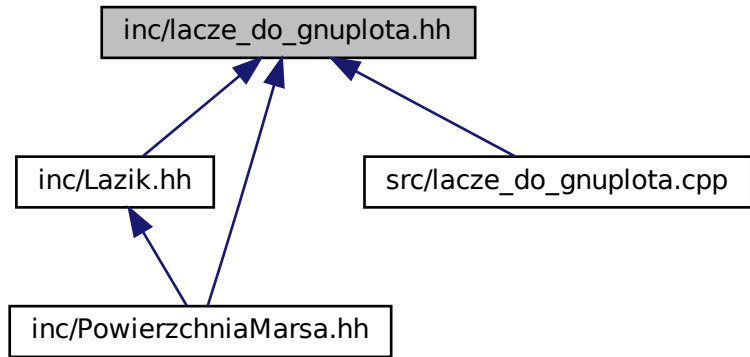 inc/lacze_do_gnuplota.hh
inc/Lazik.hh
src/lacze_do_gnuplota.cpp
inc/PowierzchniaMarsa.hh